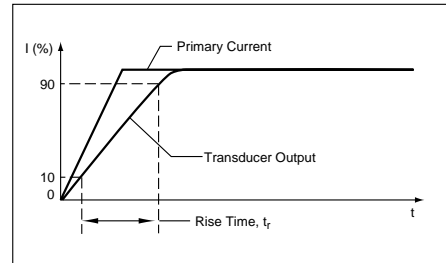 I (%)
Primary Current
90
Transducer Output
10
0
t
Rise Time, tr